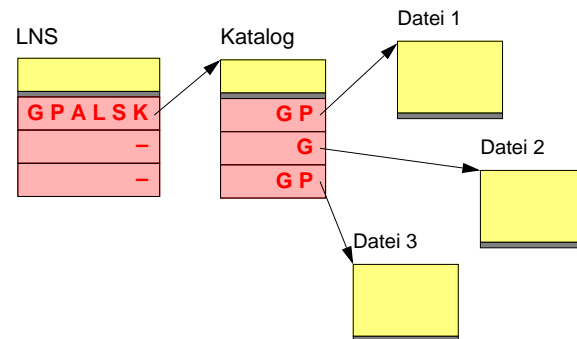 LNS
Katalog
Datei 1
G P A L S K
–
–
G P
G
G P
Datei 2
Datei 3